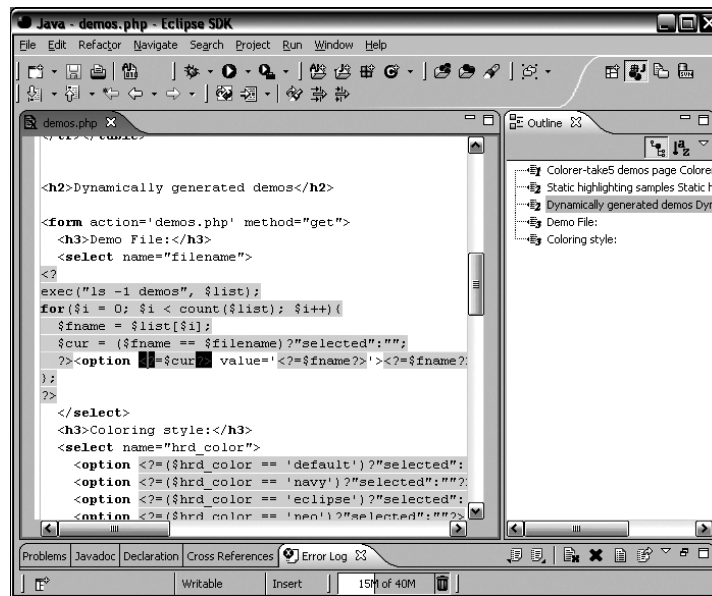 Java - demos.php - Eclipse SDK
File Edit Refactor Navigate Search Project Run Window Help
demos.php
<h2>Dynamically generated demos</h2>
<form action='demos.php' method="get">
<h3>Demo File:</h3>
<select name="filename">
<?
exec("ls -1 demos", $list);
for($i = 0; $i < count($list); $i++){
$fname = $list[$i];
$cur = ($fname == $filename)?"selected":"";
?><option <?=$cur?> value='<?=$fname?>'><?=$fname?
};
?>
</select>
<h3>Coloring style:</h3>
<select name="hrd_color">
<option <?=($hrd_color == 'default')?"selected":
<option <?=($hrd_color == 'navy')?"selected":""?
<option <?=($hrd_color == 'eclipse')?"selected":
<option <?=($hrd_color == 'neo')?"selected":""?>
Outline
Colorer-take5 demos page Colorer
Static highlighting samples Static h
Dynamically generated demos Dyn
Demo File:
Coloring style:
Problems Javadoc Declaration Cross References Error Log
Writable Insert 15M of 40M